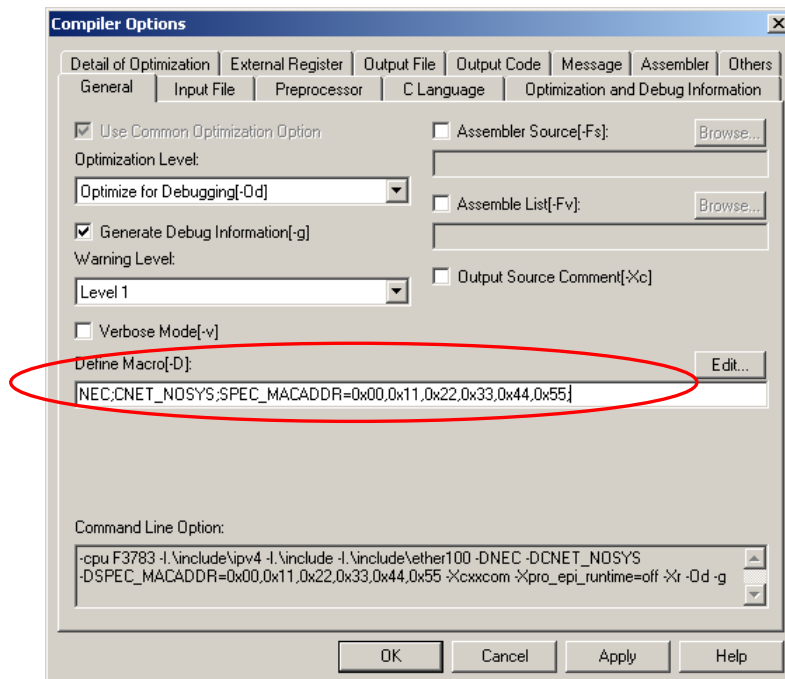 Compiler Options
Detail of Optimization External Register Output File Output Code Message Assembler Others
General Input File Preprocessor C Language Optimization and Debug Information
Use Common Optimization Option
Optimization Level:
Optimize for Debugging[-Od]
Generate Debug Information[-g]
Warning Level:
Level 1
Verbose Mode[-v]
Define Macro[-D]:
Edit...
NEC;CNET_NOSYS;SPEC_MACADDR=0x00,0x11,0x22,0x33,0x44,0x55;
Assembler Source[-Fs]:
Browse...
Assemble List[-Fv]:
Browse...
Output Source Comment[-Xc]
Command Line Option:
-cpu F3783 -I.\include\ipv4 -I.\include -I.\include\ether100 -DNEC -DCNET_NOSYS
-DSPEC_MACADDR=0x00,0x11,0x22,0x33,0x44,0x55 -Xcxxcom -Xpro_epi_runtime=off -Xr -Od -g
OK Cancel Apply Help